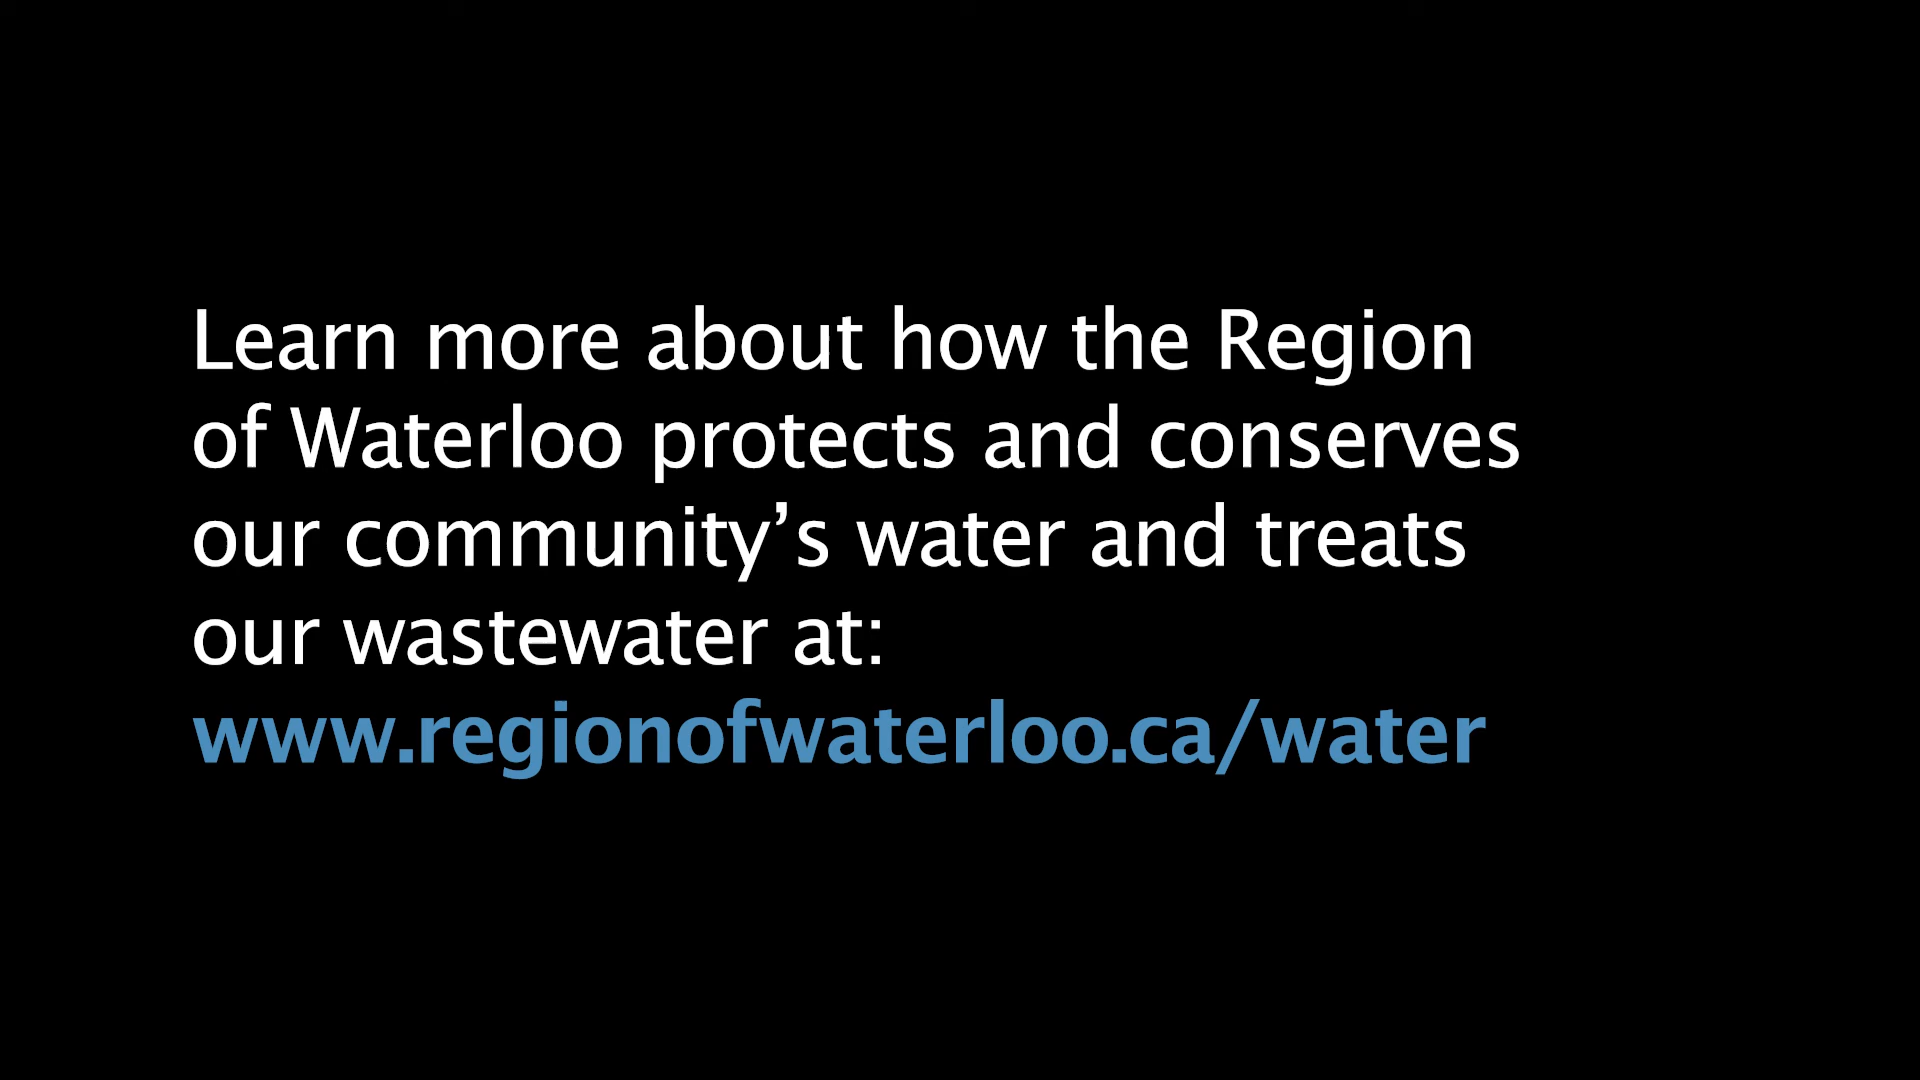 Learn more about how the Region
of Waterloo protects and conserves
our community’s water and treats
our wastewater at:
www.regionofwaterloo.ca/water